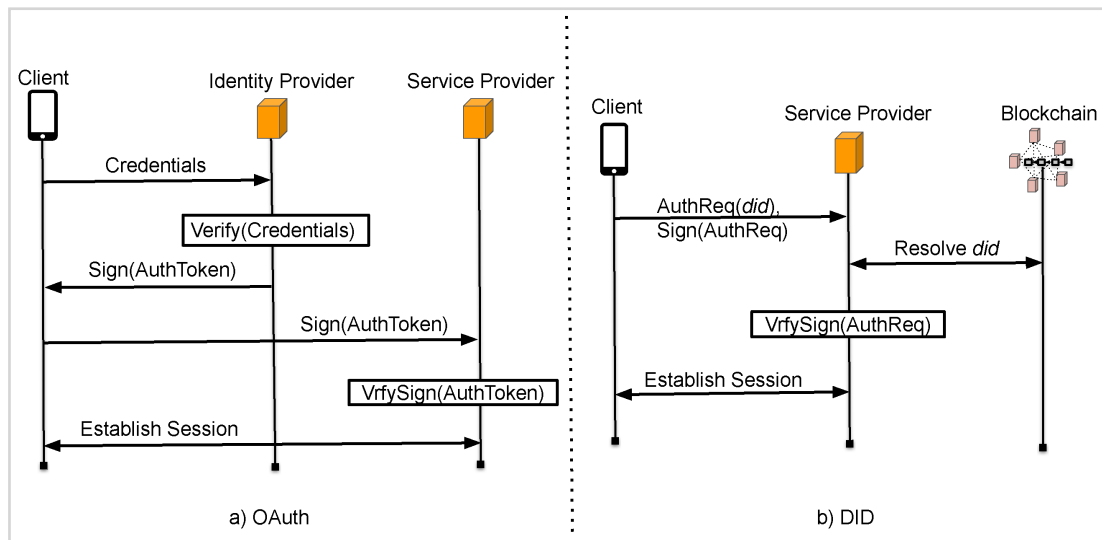 Client
Identity Provider
Service Provider
Credentials
Verify(Credentials)
Sign(AuthToken)
Sign(AuthToken)
VrfySign(AuthToken)
Establish Session
a) OAuth
Client
Service Provider
Blockchain
AuthReq(did),
Sign(AuthReq)
Resolve did
VrfySign(AuthReq)
Establish Session
b) DID